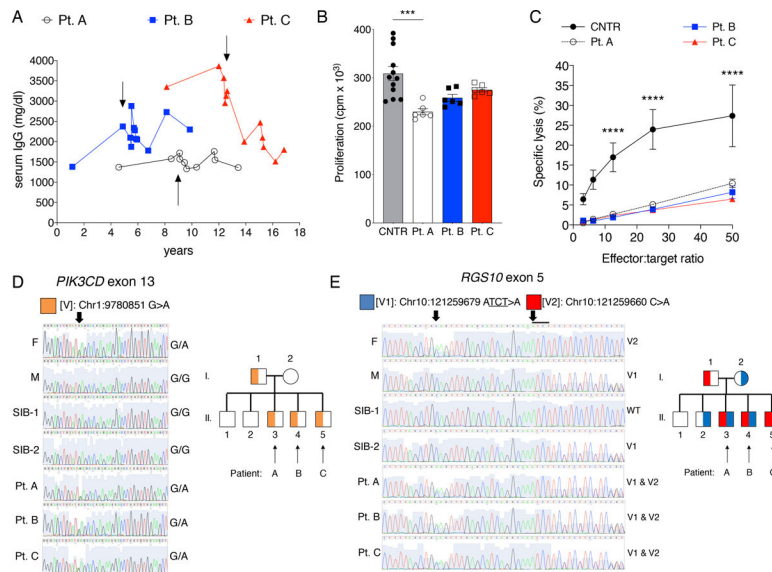 A
Pt. A
Pt. B
Pt. C
serum IgG (mg/dl)
4500
4000
3500
3000
2500
2000
1500
1000
500
0
0 2 4 6 8 10 12 14 16 18
years
B
***
Proliferation (cpm x 10³)
400
300
200
100
0
CNTR Pt. A Pt. B Pt. C
C
CNTR
Pt. A
Pt. B
Pt. C
Specific lysis (%)
40
35
30
25
20
15
10
5
0
****
****
****
0 10 20 30 40 50
Effector:target ratio
D
PIK3CD exon 13
[V]: Chr1:9780851 G>A
F G/A
M G/G
SIB-1 G/G
SIB-2 G/G
Pt. A G/A
Pt. B G/A
Pt. C G/A
1 2
I.
II.
1 2 3 4 5
Patient: A B C
E
RGS10 exon 5
[V1]: Chr10:121259679 ATCT>A
[V2]: Chr10:121259660 C>A
F V2
M V1
SIB-1 WT
SIB-2 V1
Pt. A V1 & V2
Pt. B V1 & V2
Pt. C V1 & V2
1 2
I.
II.
1 2 3 4
Patient: A B